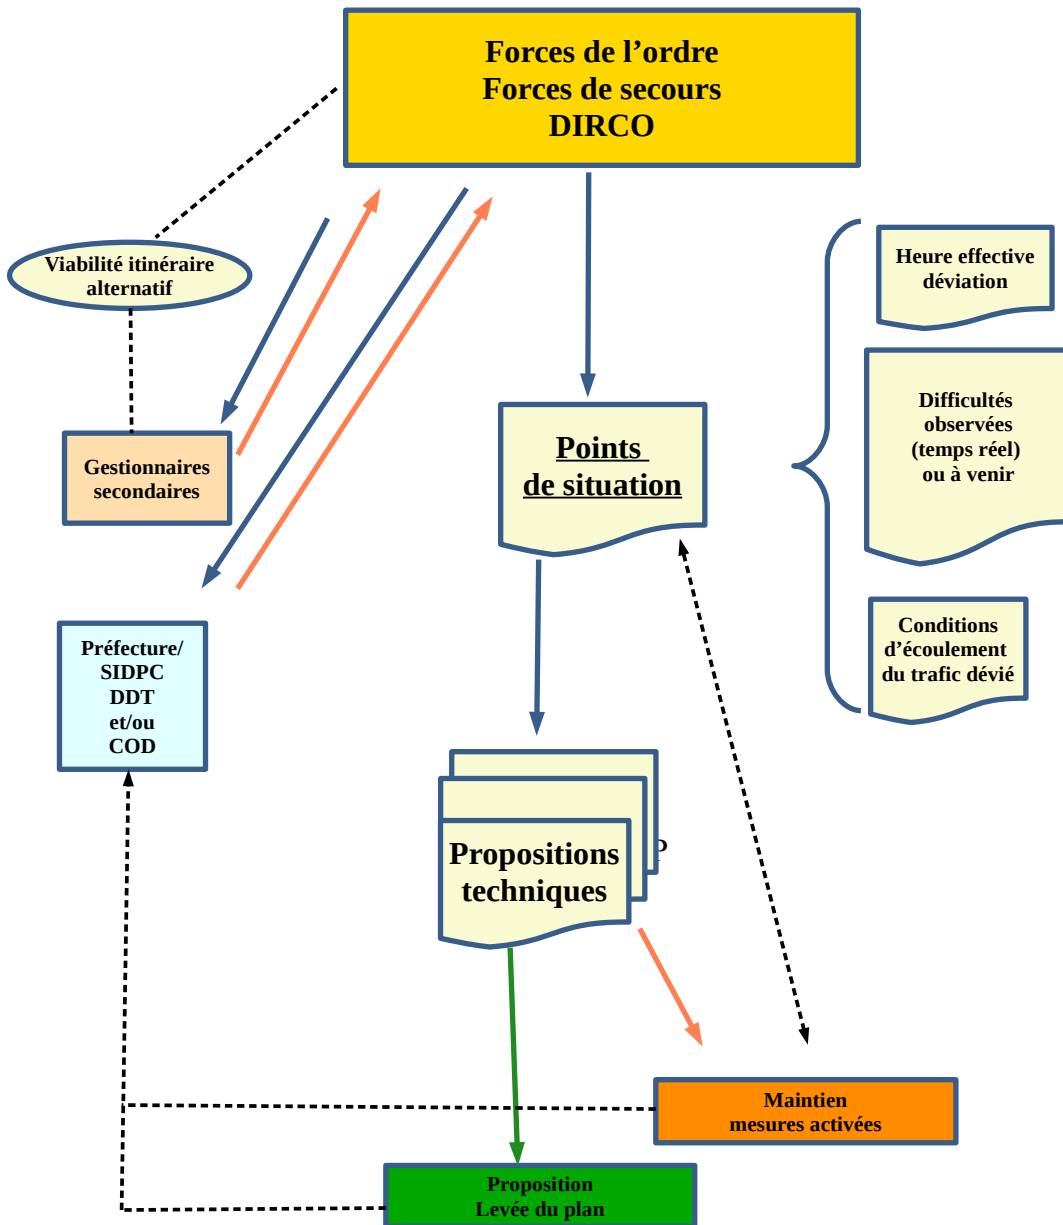 Forces de l’ordre
Forces de secours
DIRCO
Viabilité itinéraire
alternatif
Heure effective
déviation
Difficultés
observées
(temps réel)
ou à venir
Gestionnaires
secondaires
Points
de situation
Conditions
d’écoulement
du trafic dévié
Préfecture/
SIDPC
DDT
et/ou
COD
P
Propositions
techniques
Maintien
mesures activées
Proposition
Levée du plan